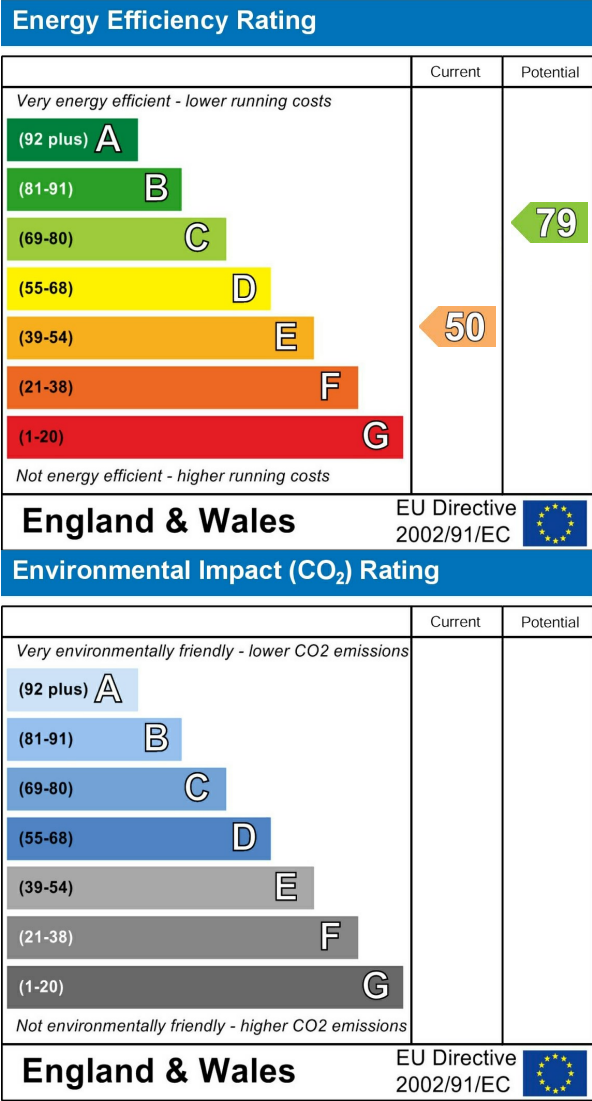 Energy Efficiency Rating
Current Potential
Very energy efficient - lower running costs
(92 plus) A
(81-91) B
(69-80) C
79
(55-68) D
(39-54) E
50
(21-38) F
(1-20) G
Not energy efficient - higher running costs
England & Wales
EU Directive
2002/91/EC
Environmental Impact (CO₂) Rating
Current Potential
Very environmentally friendly - lower CO2 emissions
(92 plus) A
(81-91) B
(69-80) C
(55-68) D
(39-54) E
(21-38) F
(1-20) G
Not environmentally friendly - higher CO2 emissions
England & Wales
EU Directive
2002/91/EC